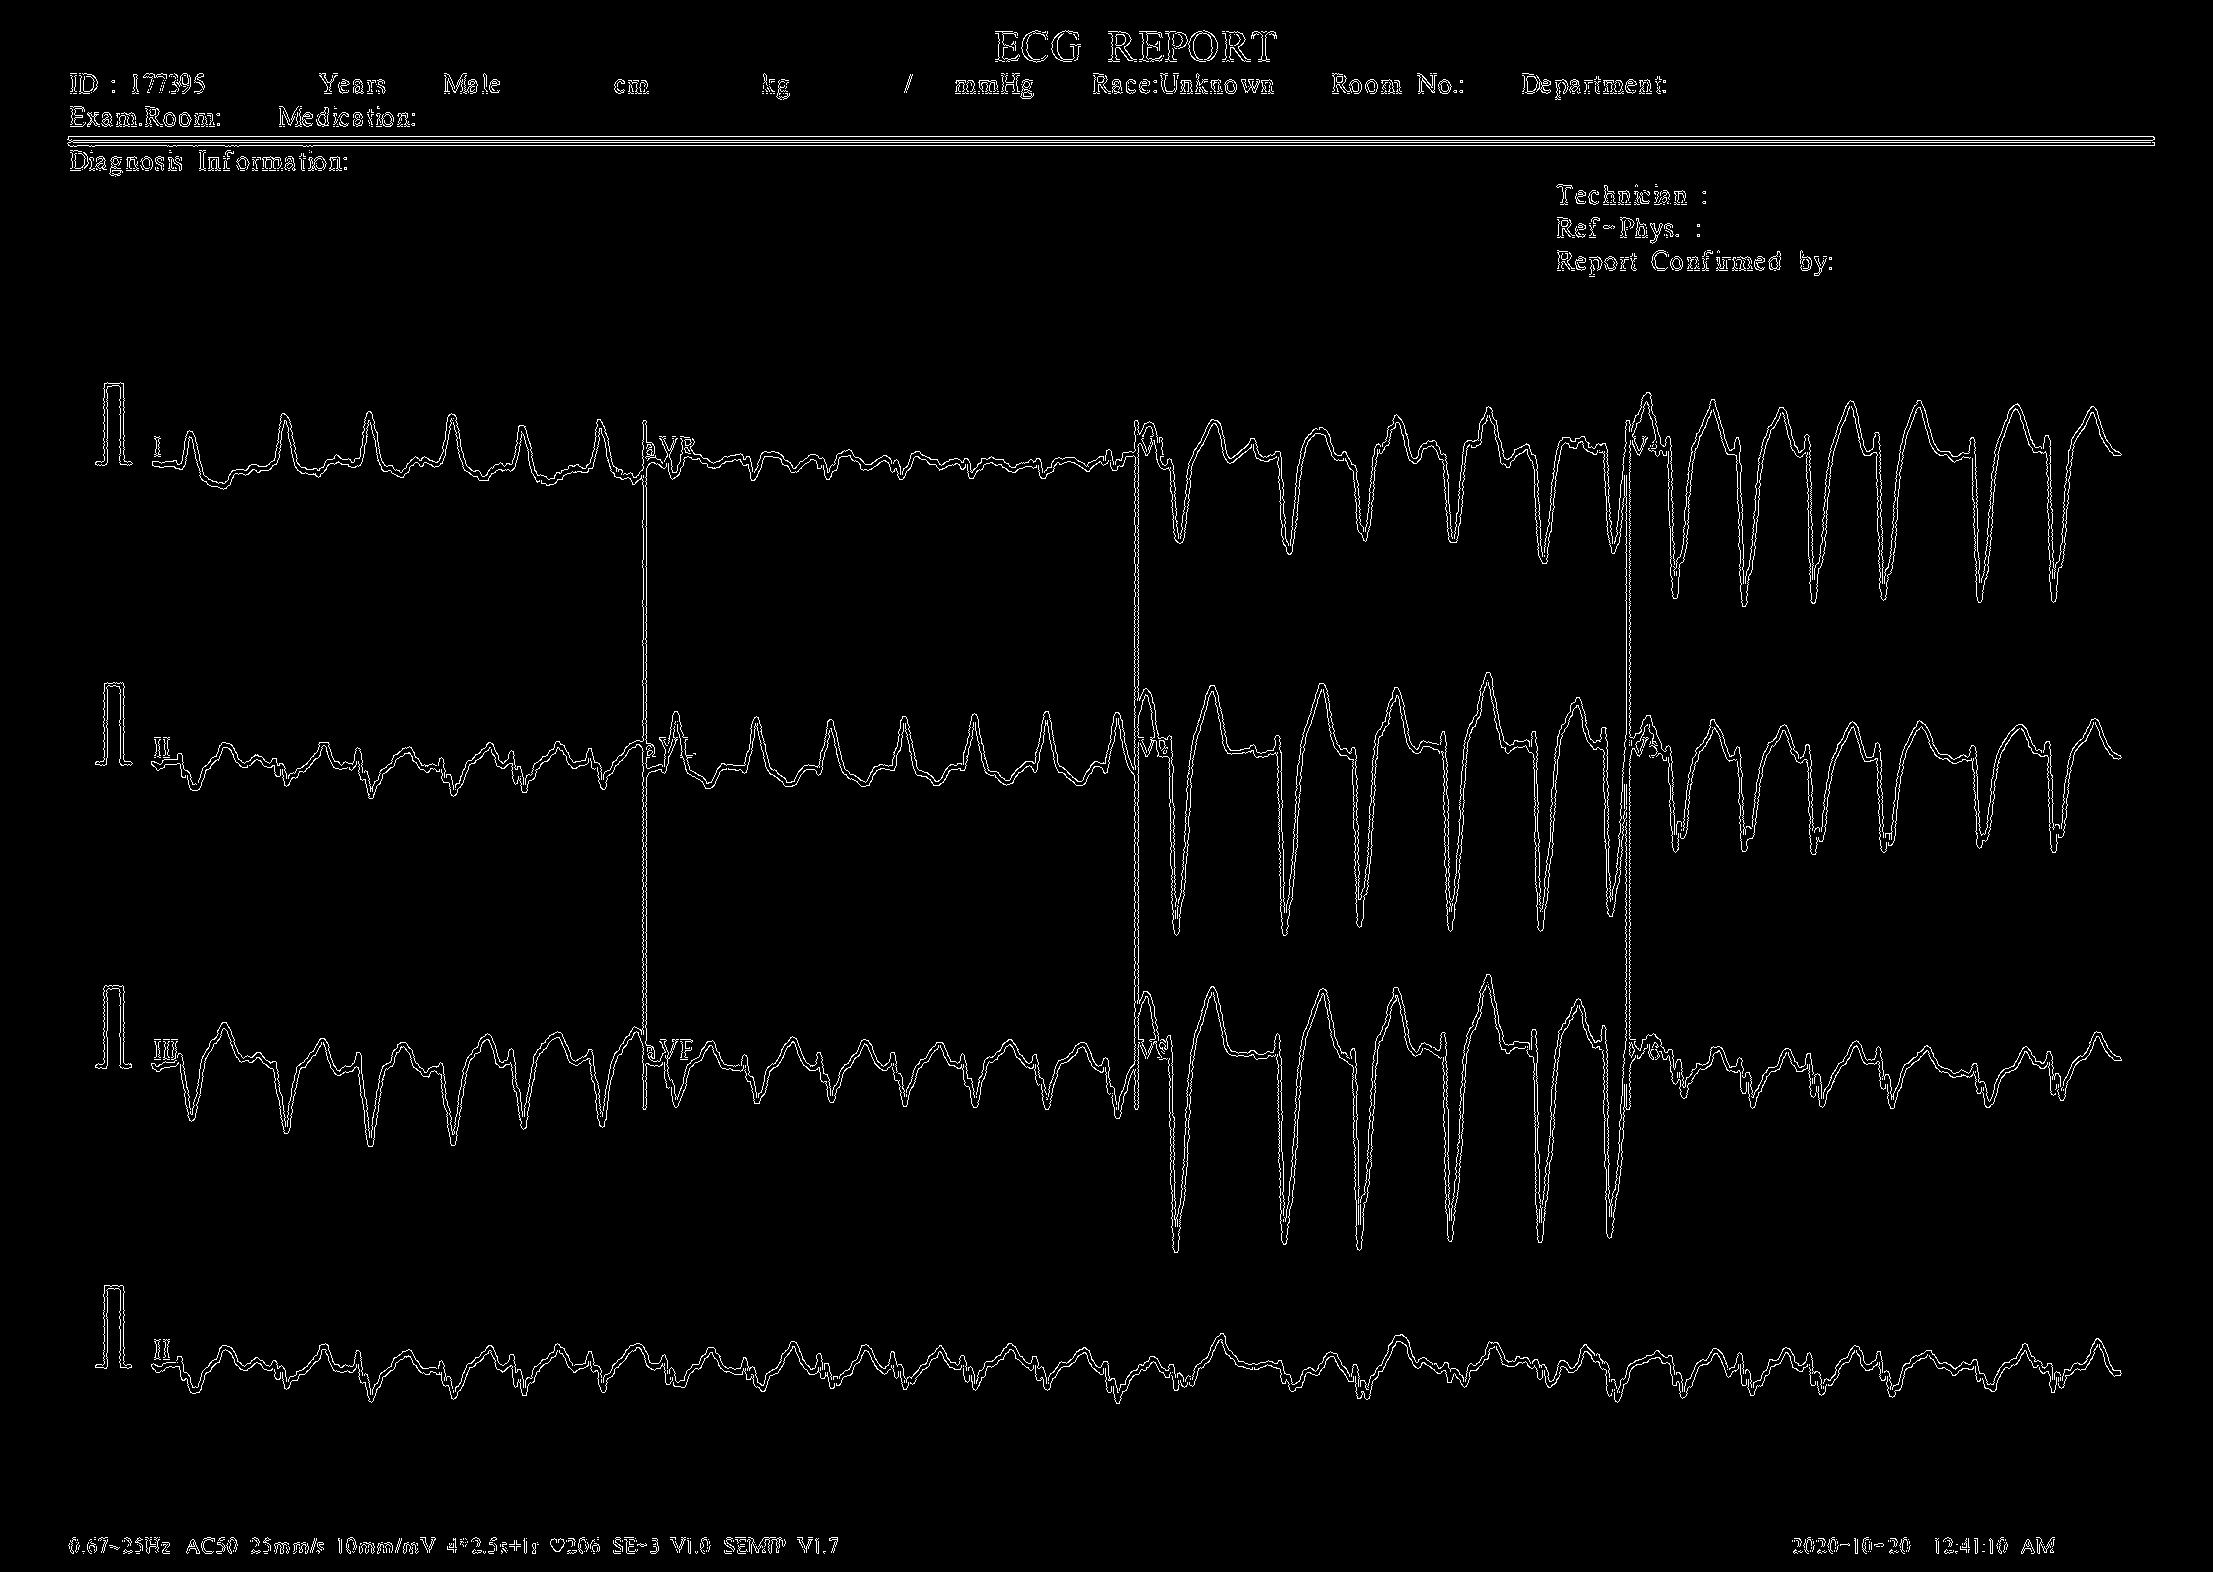 ECG REPORT
ID : 177395 Years Male cm kg / mmHg Race:Unknown Room No.: Department:
Exam.Room: Medication:
Diagnosis Information:
Technician :
Ref-Phys. :
Report Confirmed by:
I aVR V1 V4
II aVL V2 V5
III aVF V3 V6
II
0.67~25Hz AC50 25mm/s 10mm/mV 4*2.5s+1r ♡206 SE-3 V1.0 SEMIP V1.7 2020-10-20 12:41:10 AM